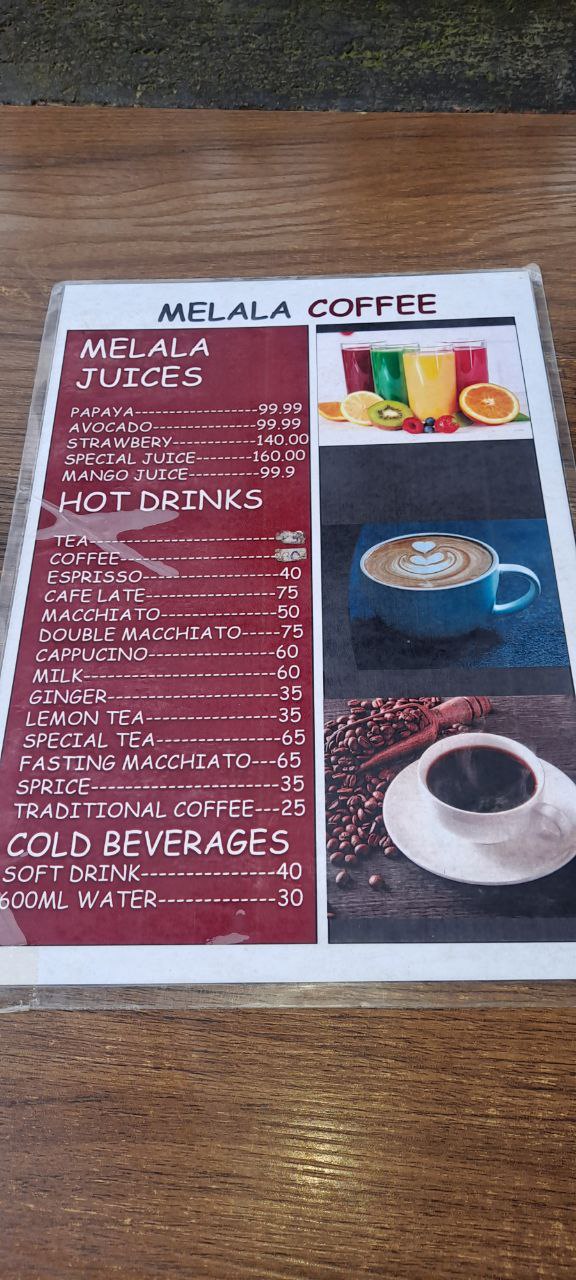 MELALA COFFEE
MELALA
JUICES
PAPAYA------------------99.99
AVOCADO---------------99.99
STRAWBERY------------140.00
SPECIAL JUICE--------160.00
MANGO JUICE----------99.9
HOT DRINKS
TEA--------------------------
COFFEE----------------------
ESPRISSO-------------------40
CAFE LATE------------------75
MACCHIATO----------------50
DOUBLE MACCHIATO-----75
CAPPUCINO-----------------60
MILK-------------------------60
GINGER----------------------35
LEMON TEA-----------------35
SPECIAL TEA---------------65
FASTING MACCHIATO---65
SPRICE-----------------------35
TRADITIONAL COFFEE---25
COLD BEVERAGES
SOFT DRINK----------------40
600ML WATER-------------30